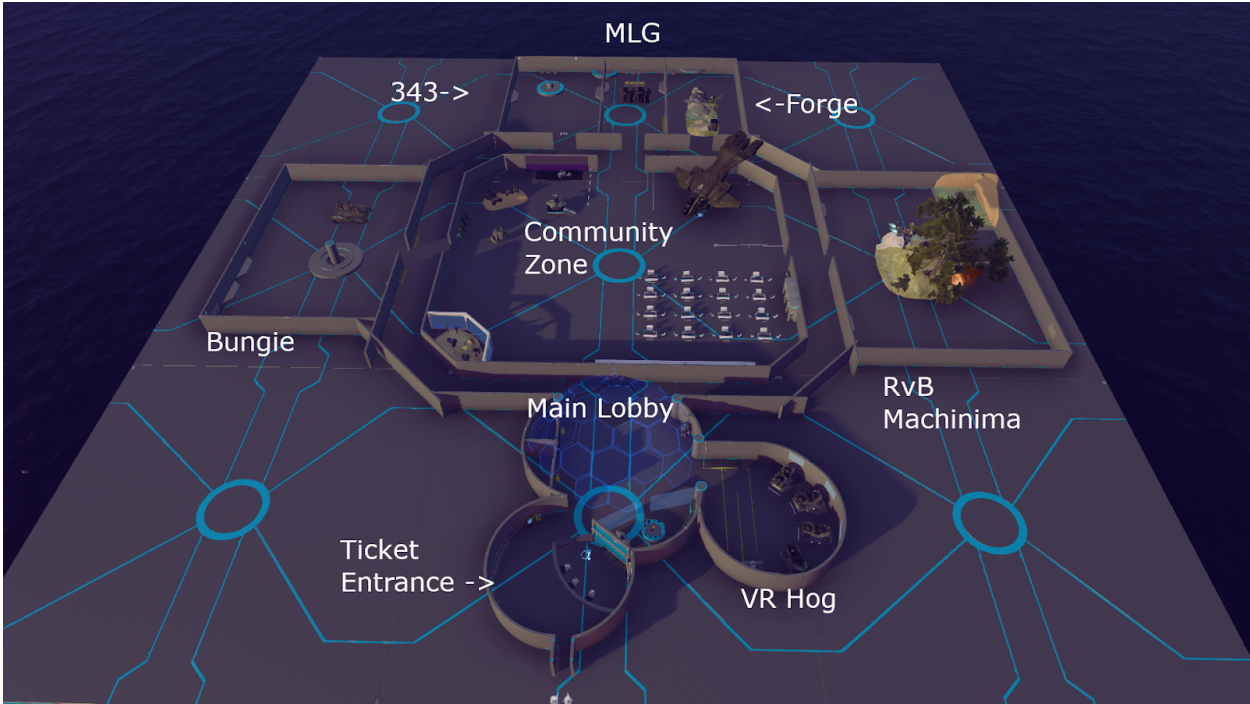 MLG
343->
<-Forge
Community
Zone
Bungie
RvB
Machinima
Main Lobby
Ticket
Entrance ->
VR Hog